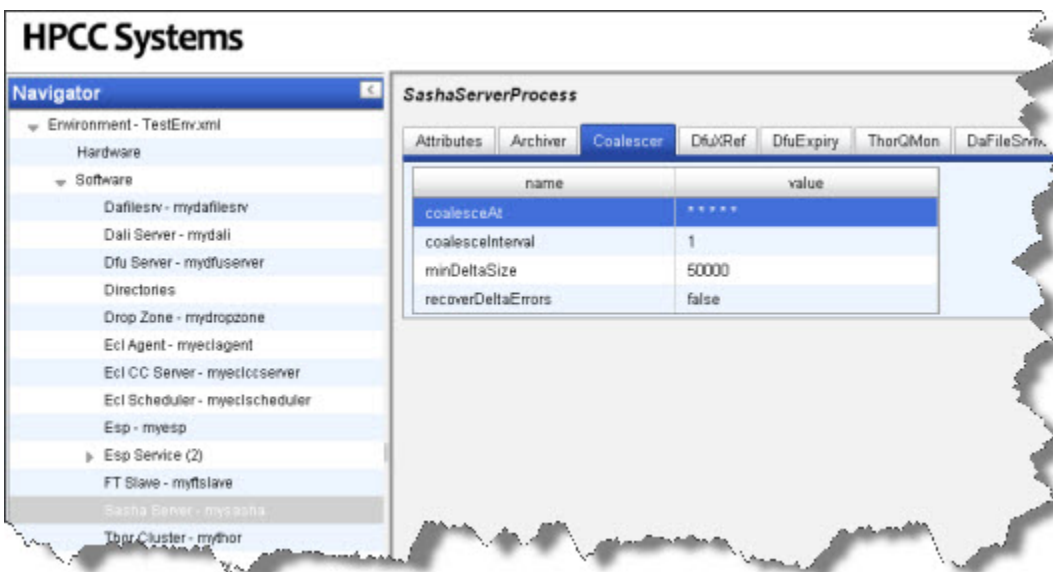 HPCC Systems
Navigator
<
SashaServerProcess
Environment - TestEnv.xml
Attributes Archiver Coalescer DfuXRef DfuExpiry ThorQMon
Hardware
Software
name value
Dafilesrv - mydafilesrv
coalesceAt * * * * *
Dali Server - mydali
coalesceInterval 1
Dfu Server - mydfuserver
minDeltaSize 50000
Directories
recoverDeltaErrors false
Drop Zone - mydropzone
Ecl Agent - myeclagent
Ecl CC Server - myeclccserver
Ecl Scheduler - myeclscheduler
Esp - myesp
Esp Service (2)
FT Slave - myftslave
Sasha Server - mysasha
Thor Cluster - mythor